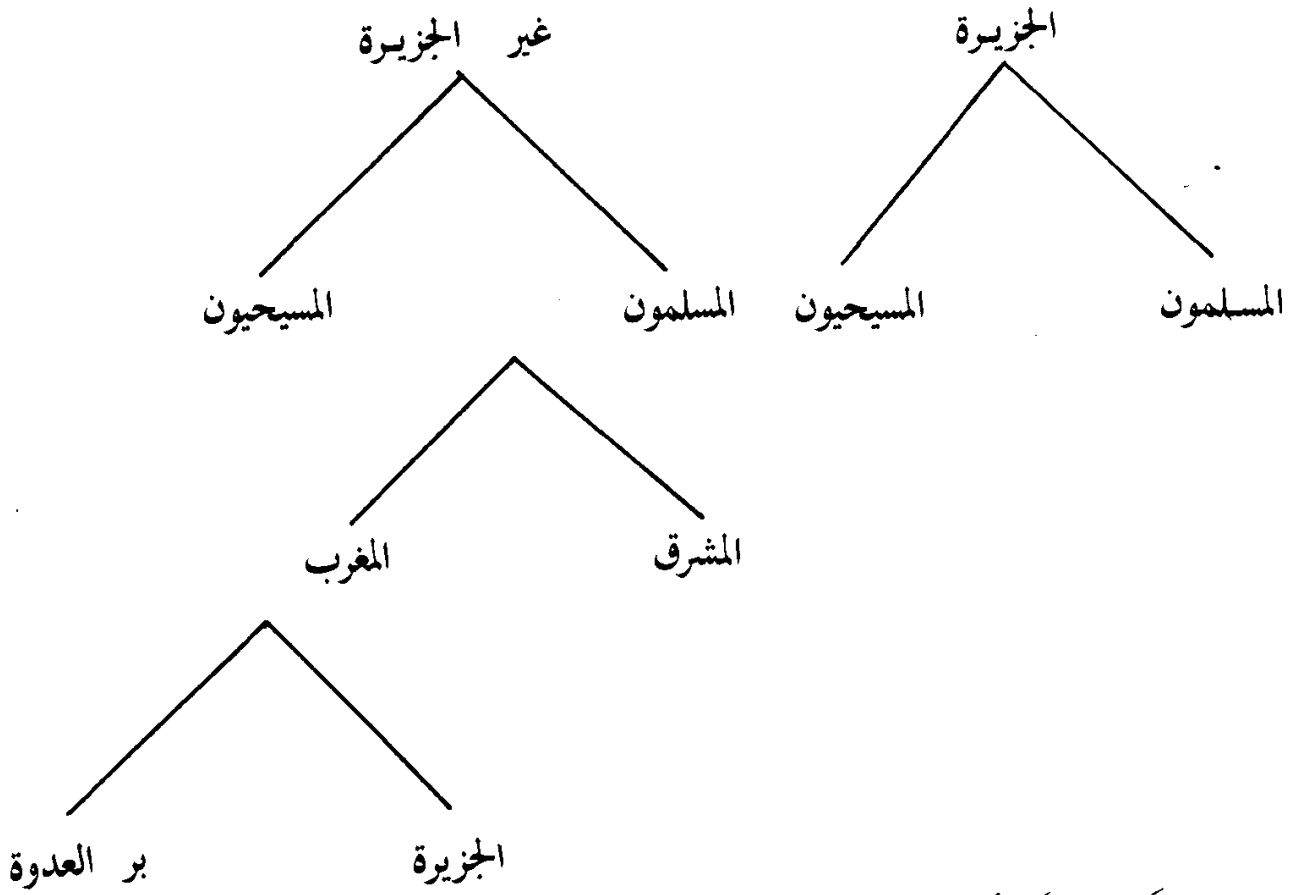 الجزيرة
غير الجزيرة
المسلمون
المسيحيون
المسلمون
المسيحيون
المشرق
المغرب
الجزيرة
بر العدوة